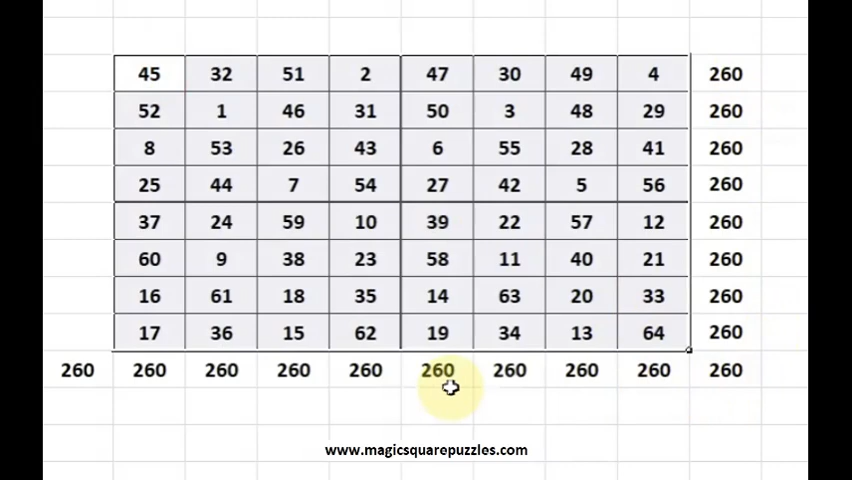 45 32 51 2 47 30 49 4 260
52 1 46 31 50 3 48 29 260
8 53 26 43 6 55 28 41 260
25 44 7 54 27 42 5 56 260
37 24 59 10 39 22 57 12 260
60 9 38 23 58 11 40 21 260
16 61 18 35 14 63 20 33 260
17 36 15 62 19 34 13 64 260
260 260 260 260 260 260 260 260 260 260
www.magicsquarepuzzles.com